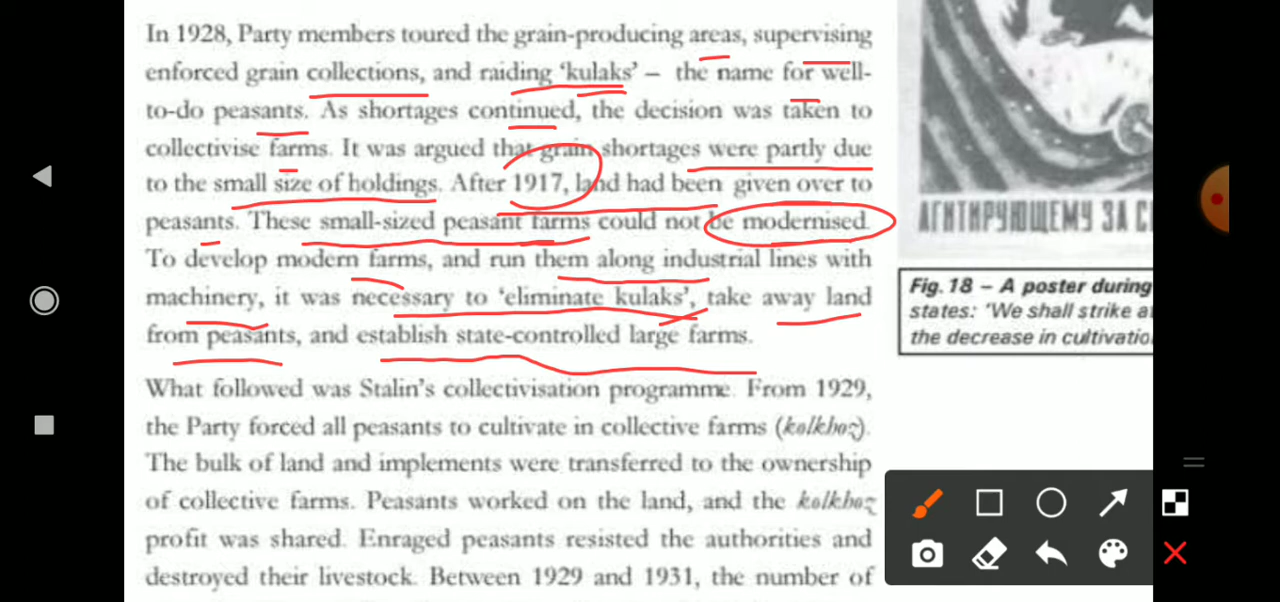 In 1928, Party members toured the grain-producing areas, supervising
enforced grain collections, and raiding ‘kulaks’ – the name for well-
to-do peasants. As shortages continued, the decision was taken to
collectivise farms. It was argued that grain shortages were partly due
to the small size of holdings. After 1917, land had been given over to
peasants. These small-sized peasant farms could not be modernised.
To develop modern farms, and run them along industrial lines with
machinery, it was necessary to ‘eliminate kulaks’, take away land
from peasants, and establish state-controlled large farms.
What followed was Stalin’s collectivisation programme. From 1929,
the Party forced all peasants to cultivate in collective farms (kolkhoz).
The bulk of land and implements were transferred to the ownership
of collective farms. Peasants worked on the land, and the kolkhoz
profit was shared. Enraged peasants resisted the authorities and
destroyed their livestock. Between 1929 and 1931, the number of
АГИТИРУЮЩЕМУ ЗА С
Fig. 18 – A poster during
states: ‘We shall strike a
the decrease in cultivatio